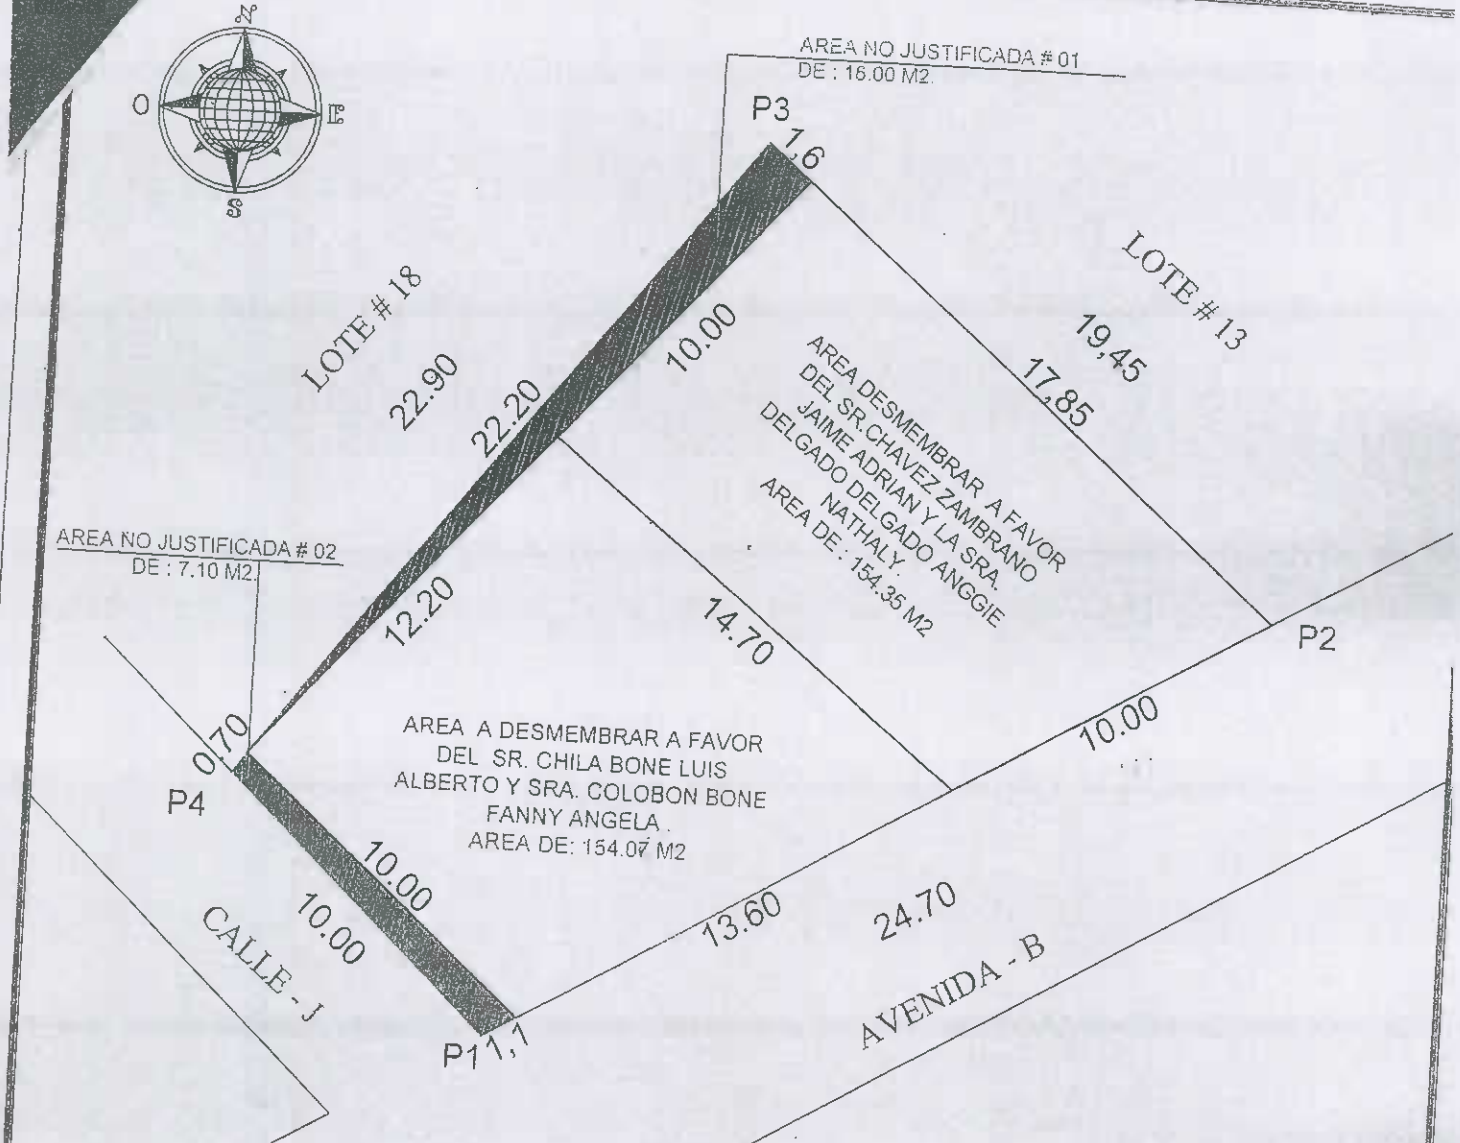 N
O
E
S
AREA NO JUSTIFICADA # 01
DE : 16.00 M2.
P3
1,6
LOTE # 13
LOTE # 18
19,45
17,85
10.00
22.90
22.20
AREA DESMEMBRAR A FAVOR
DEL SR.CHAVEZ ZAMBRANO
JAIME ADRIAN Y LA SRA.
DELGADO DELGADO ANGGIE
NATHALY.
AREA DE : 154.35 M2
AREA NO JUSTIFICADA # 02
DE : 7.10 M2.
12.20
14.70
P2
0.70
P4
AREA A DESMEMBRAR A FAVOR
DEL SR. CHILA BONE LUIS
ALBERTO Y SRA. COLOBON BONE
FANNY ANGELA .
AREA DE: 154.07 M2
10.00
10.00
10.00
13.60
24.70
CALLE - J
AVENIDA - B
P1
1,1